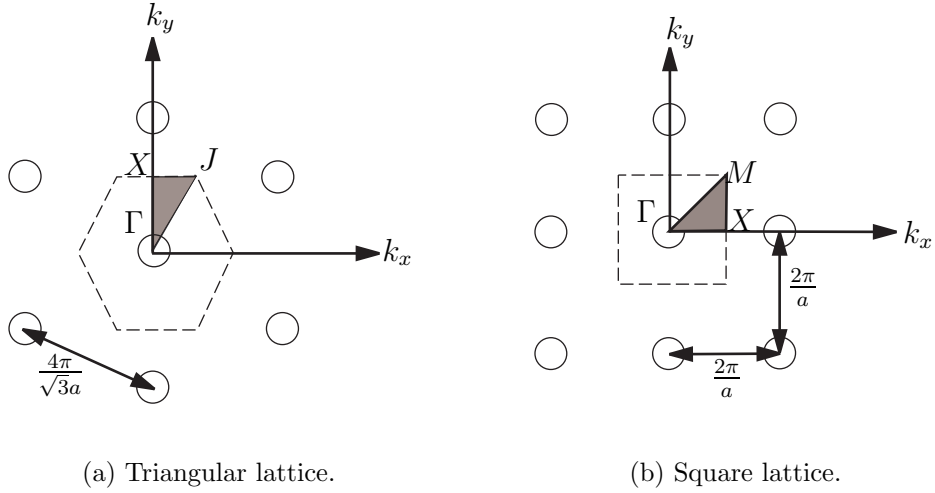 k_y
X
J
Γ
k_x
4π
√3a
(a) Triangular lattice.
k_y
M
Γ
X
k_x
2π
a
2π
a
(b) Square lattice.